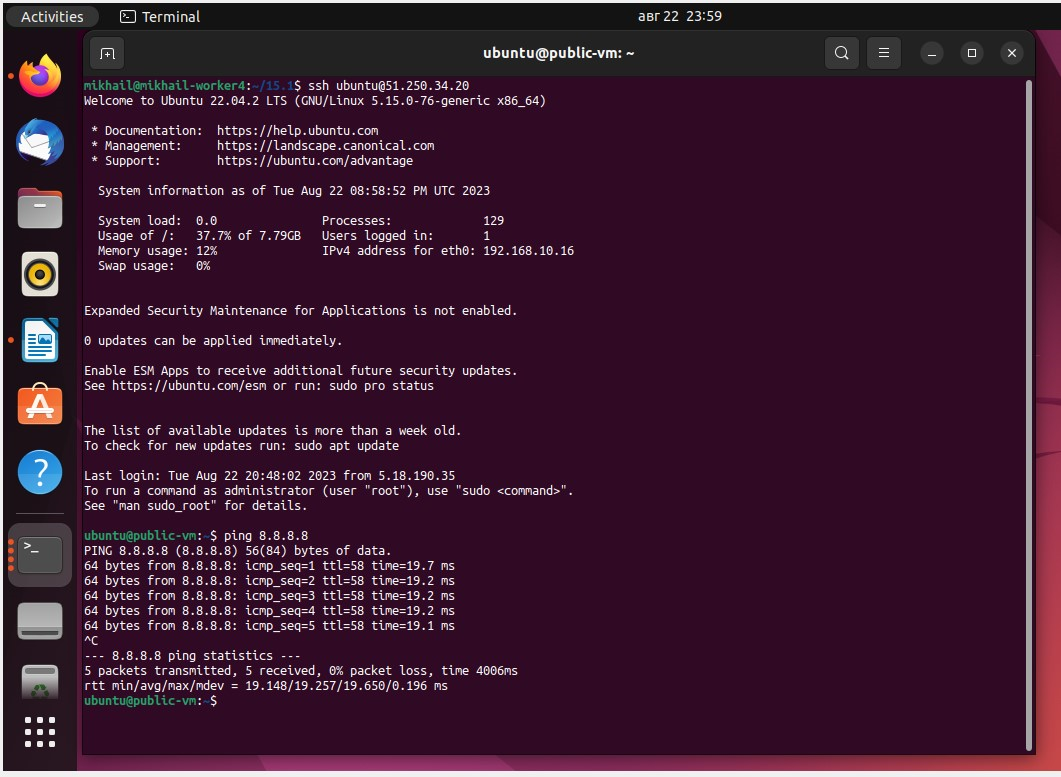 Activities
Terminal
авг 22 23:59
ubuntu@public-vm: ~
mikhail@mikhail-worker4:~/15.1$ ssh ubuntu@51.250.34.20
Welcome to Ubuntu 22.04.2 LTS (GNU/Linux 5.15.0-76-generic x86_64)
* Documentation:  https://help.ubuntu.com
* Management:     https://landscape.canonical.com
* Support:        https://ubuntu.com/advantage
System information as of Tue Aug 22 08:58:52 PM UTC 2023
System load:  0.0               Processes:             129
Usage of /:   37.7% of 7.79GB   Users logged in:       1
Memory usage: 12%               IPv4 address for eth0: 192.168.10.16
Swap usage:   0%
Expanded Security Maintenance for Applications is not enabled.
0 updates can be applied immediately.
Enable ESM Apps to receive additional future security updates.
See https://ubuntu.com/esm or run: sudo pro status
The list of available updates is more than a week old.
To check for new updates run: sudo apt update
Last login: Tue Aug 22 20:48:02 2023 from 5.18.190.35
To run a command as administrator (user "root"), use "sudo <command>".
See "man sudo_root" for details.
ubuntu@public-vm:~$ ping 8.8.8.8
PING 8.8.8.8 (8.8.8.8) 56(84) bytes of data.
64 bytes from 8.8.8.8: icmp_seq=1 ttl=58 time=19.7 ms
64 bytes from 8.8.8.8: icmp_seq=2 ttl=58 time=19.2 ms
64 bytes from 8.8.8.8: icmp_seq=3 ttl=58 time=19.2 ms
64 bytes from 8.8.8.8: icmp_seq=4 ttl=58 time=19.2 ms
64 bytes from 8.8.8.8: icmp_seq=5 ttl=58 time=19.1 ms
^C
--- 8.8.8.8 ping statistics ---
5 packets transmitted, 5 received, 0% packet loss, time 4006ms
rtt min/avg/max/mdev = 19.148/19.257/19.650/0.196 ms
ubuntu@public-vm:~$